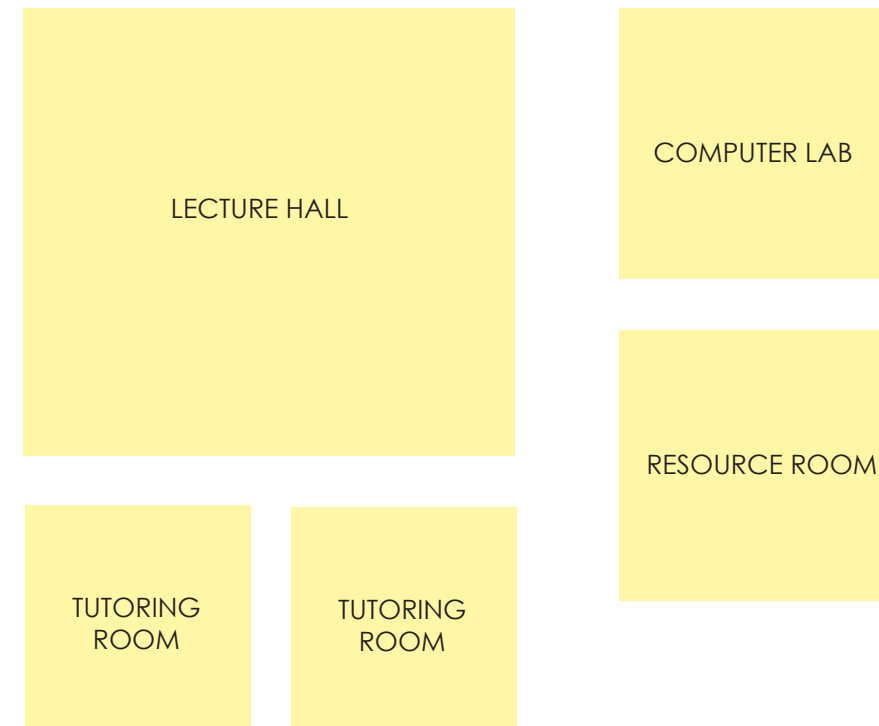 LECTURE HALL
COMPUTER LAB
RESOURCE ROOM
TUTORING
ROOM
TUTORING
ROOM